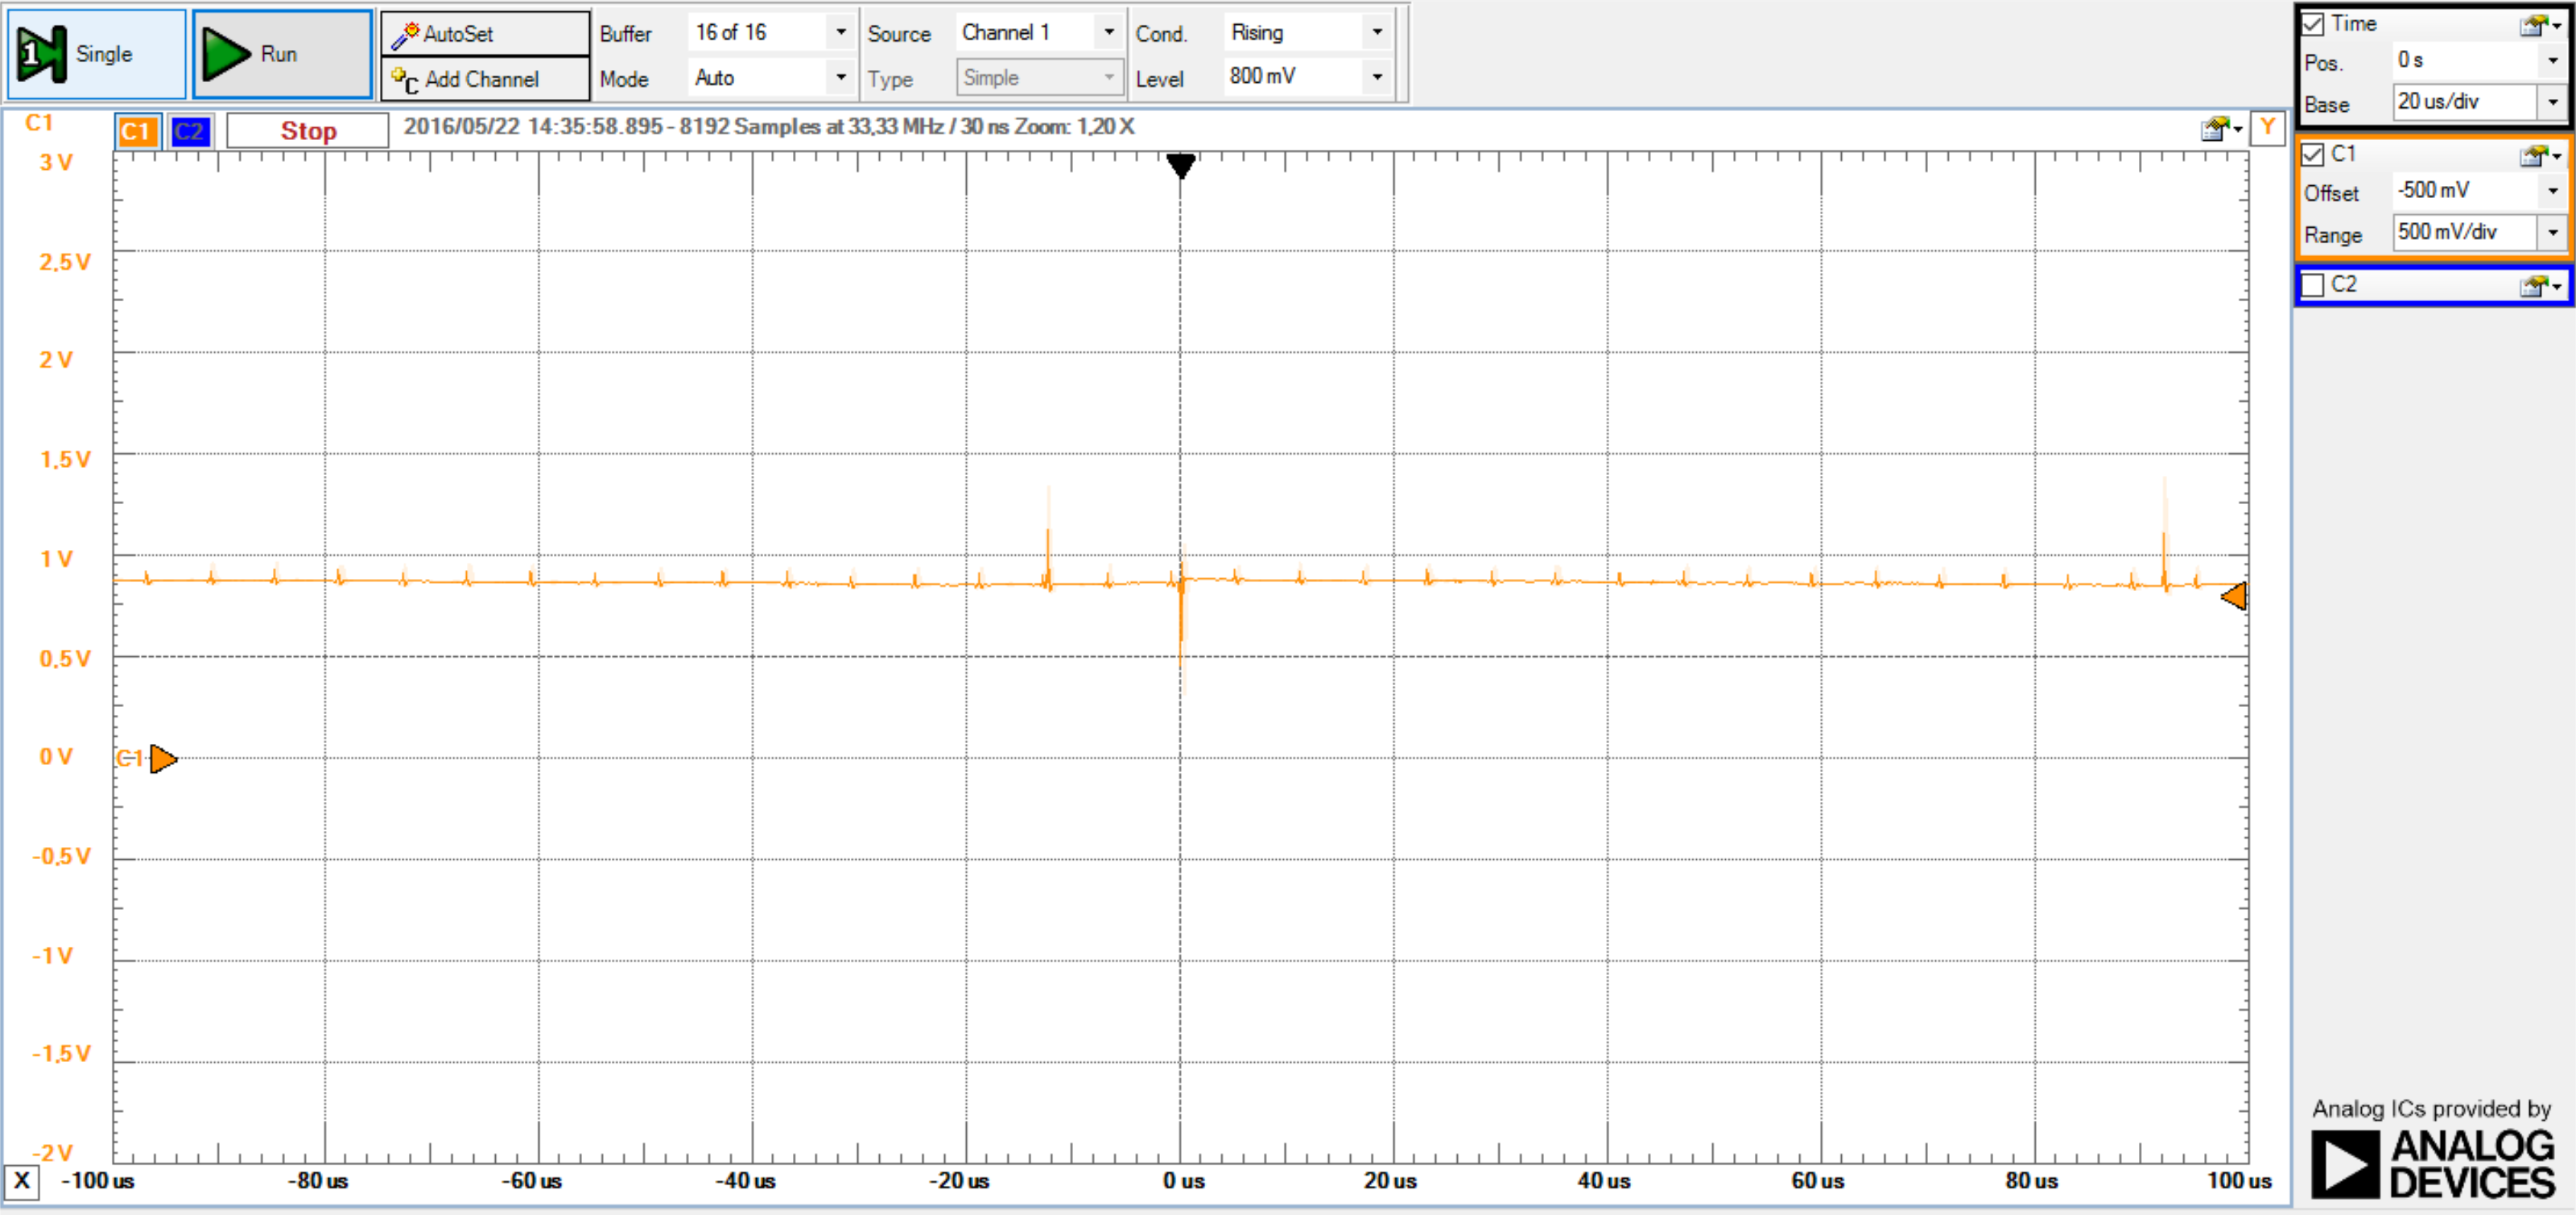 1 Single
Run
AutoSet
Add Channel
Buffer 16 of 16
Mode Auto
Source Channel 1
Type Simple
Cond. Rising
Level 800 mV
C1
C1 C2 Stop 2016/05/22 14:35:58.895 - 8192 Samples at 33,33 MHz / 30 ns Zoom: 1,20 X
Y
3 V
2,5 V
2 V
1,5 V
1 V
0,5 V
0 V
-0,5 V
-1 V
-1,5 V
-2 V
C1
X
-100 us -80 us -60 us -40 us -20 us 0 us 20 us 40 us 60 us 80 us 100 us
Time
Pos. 0 s
Base 20 us/div
C1
Offset -500 mV
Range 500 mV/div
C2
Analog ICs provided by
ANALOG
DEVICES